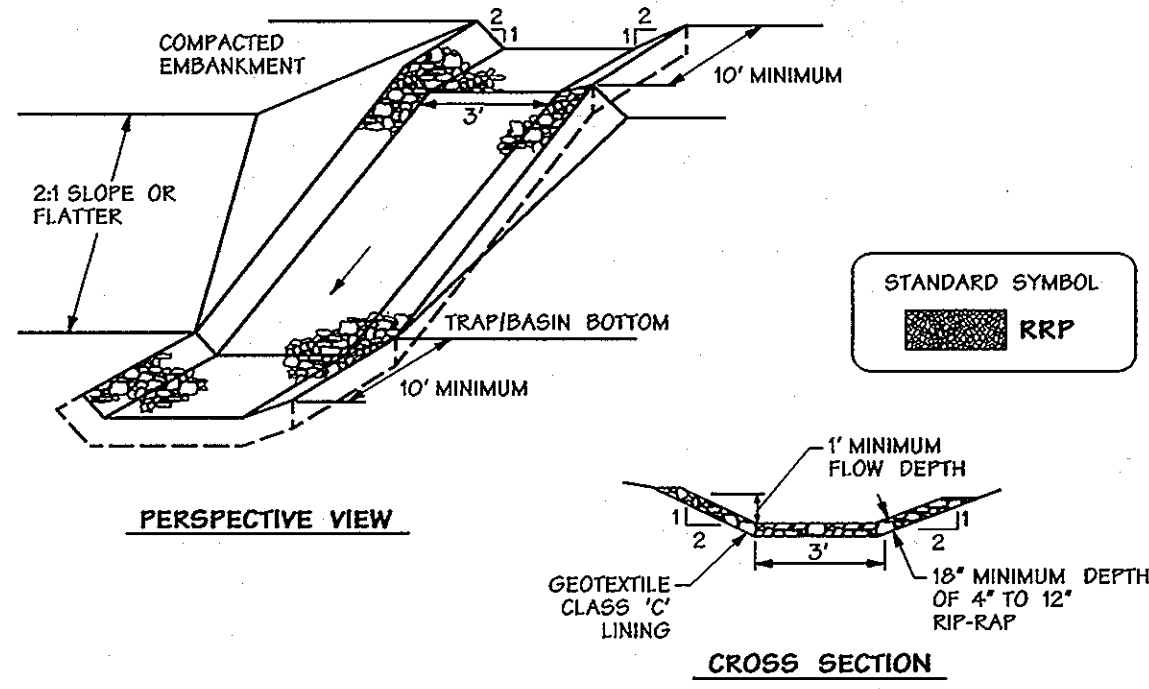 2
1
2
1
COMPACTED
EMBANKMENT
10' MINIMUM
3'
2:1 SLOPE OR
FLATTER
STANDARD SYMBOL
RRP
TRAP/BASIN BOTTOM
10' MINIMUM
PERSPECTIVE VIEW
1' MINIMUM
FLOW DEPTH
1
2
3'
2
1
GEOTEXTILE
CLASS 'C'
LINING
18" MINIMUM DEPTH
OF 4" TO 12"
RIP-RAP
CROSS SECTION